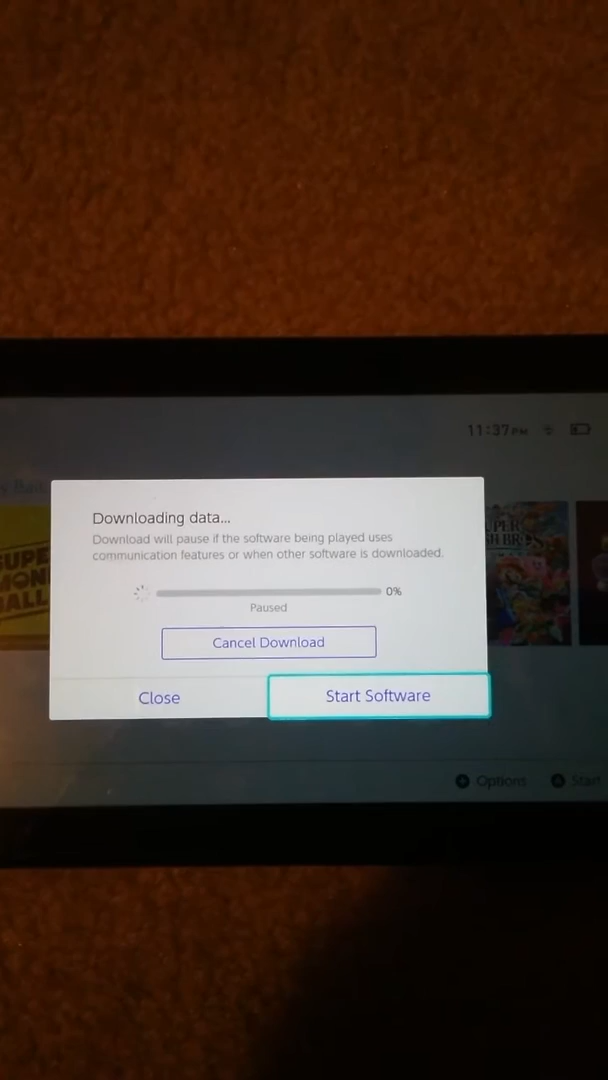 11:37PM
Downloading data...
Download will pause if the software being played uses
communication features or when other software is downloaded.
0%
Paused
Cancel Download
Close
Start Software
Options
Start